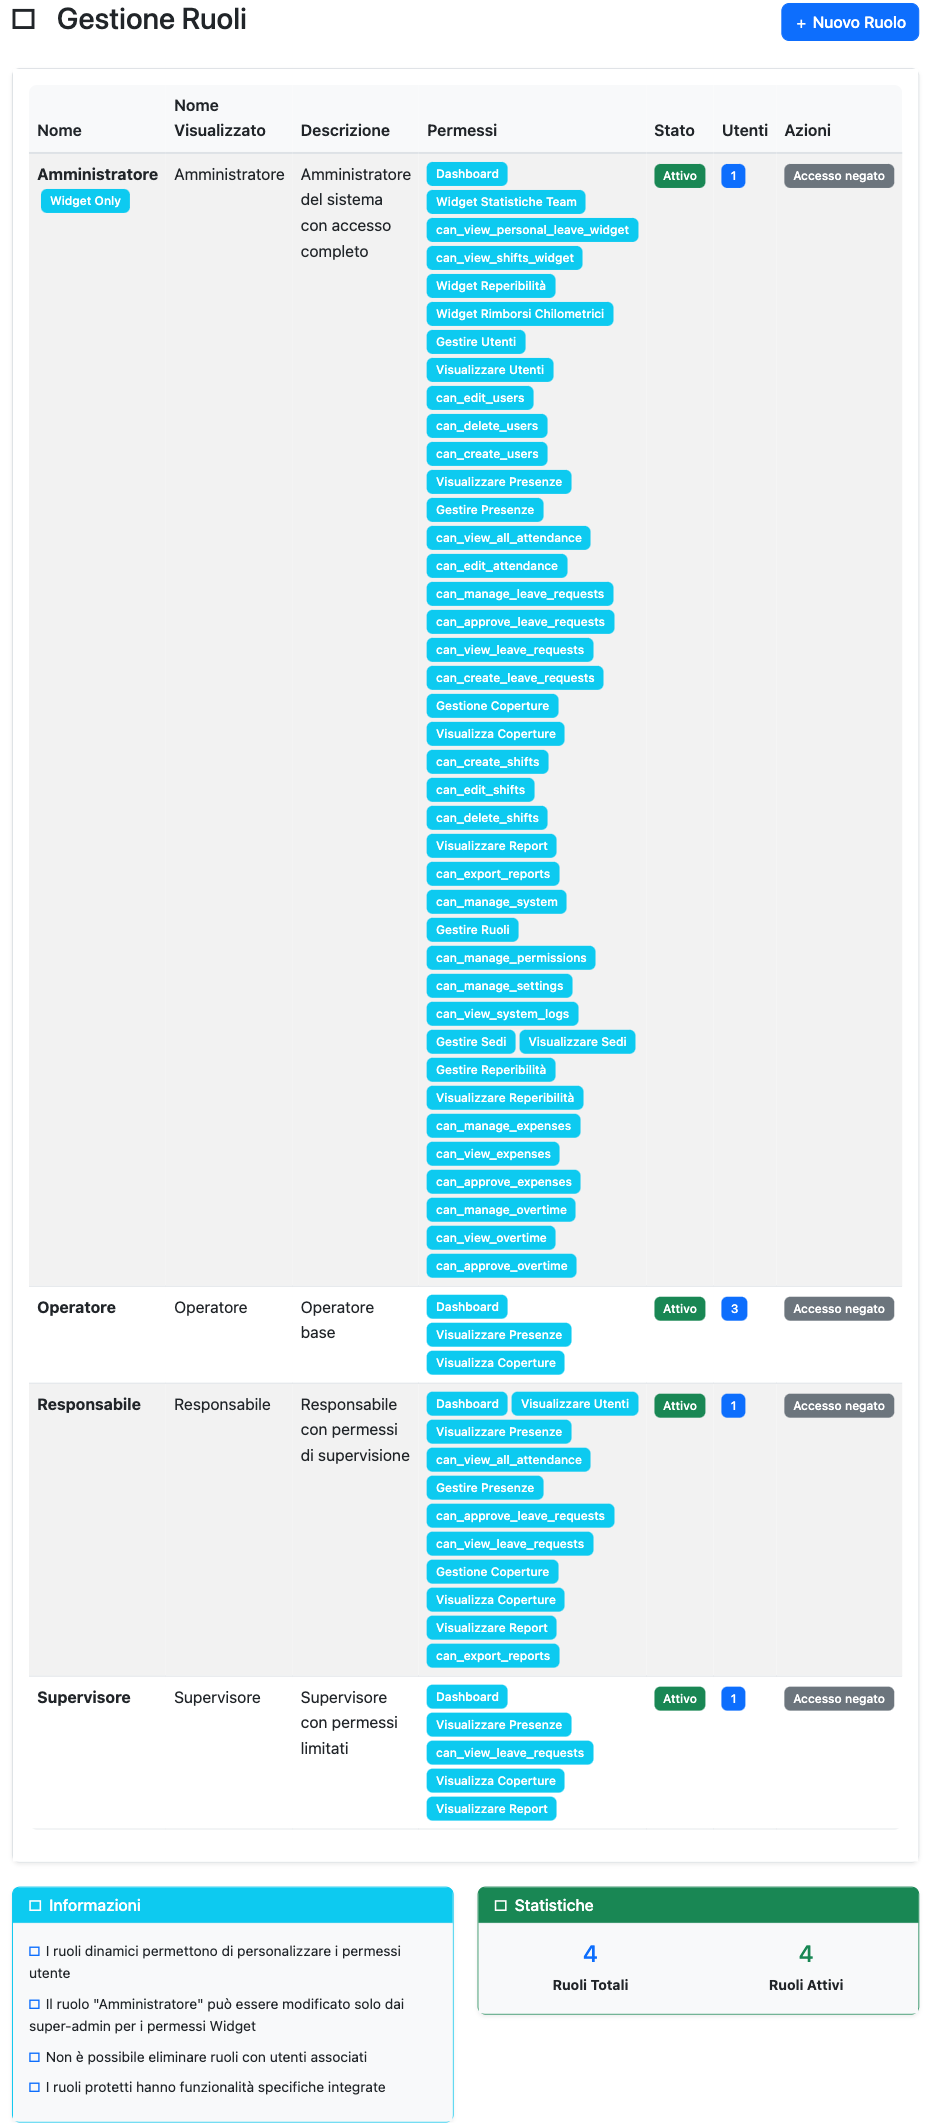 Gestione Ruoli
+ Nuovo Ruolo
Nome
Nome
Visualizzato
Descrizione
Permessi
Stato
Utenti
Azioni
Amministratore
Widget Only
Amministratore
Amministratore
del sistema
con accesso
completo
Dashboard
Widget Statistiche Team
can_view_personal_leave_widget
can_view_shifts_widget
Widget Reperibilità
Widget Rimborsi Chilometrici
Gestire Utenti
Visualizzare Utenti
can_edit_users
can_delete_users
can_create_users
Visualizzare Presenze
Gestire Presenze
can_view_all_attendance
can_edit_attendance
can_manage_leave_requests
can_approve_leave_requests
can_view_leave_requests
can_create_leave_requests
Gestione Coperture
Visualizza Coperture
can_create_shifts
can_edit_shifts
can_delete_shifts
Visualizzare Report
can_export_reports
can_manage_system
Gestire Ruoli
can_manage_permissions
can_manage_settings
can_view_system_logs
Gestire Sedi Visualizzare Sedi
Gestire Reperibilità
Visualizzare Reperibilità
can_manage_expenses
can_view_expenses
can_approve_expenses
can_manage_overtime
can_view_overtime
can_approve_overtime
Attivo
1
Accesso negato
Operatore
Operatore
Operatore
base
Dashboard
Visualizzare Presenze
Visualizza Coperture
Attivo
3
Accesso negato
Responsabile
Responsabile
Responsabile
con permessi
di supervisione
Dashboard Visualizzare Utenti
Visualizzare Presenze
can_view_all_attendance
Gestire Presenze
can_approve_leave_requests
can_view_leave_requests
Gestione Coperture
Visualizza Coperture
Visualizzare Report
can_export_reports
Attivo
1
Accesso negato
Supervisore
Supervisore
Supervisore
con permessi
limitati
Dashboard
Visualizzare Presenze
can_view_leave_requests
Visualizza Coperture
Visualizzare Report
Attivo
1
Accesso negato
Informazioni
I ruoli dinamici permettono di personalizzare i permessi
utente
Il ruolo "Amministratore" può essere modificato solo dai
super-admin per i permessi Widget
Non è possibile eliminare ruoli con utenti associati
I ruoli protetti hanno funzionalità specifiche integrate
Statistiche
4
Ruoli Totali
4
Ruoli Attivi